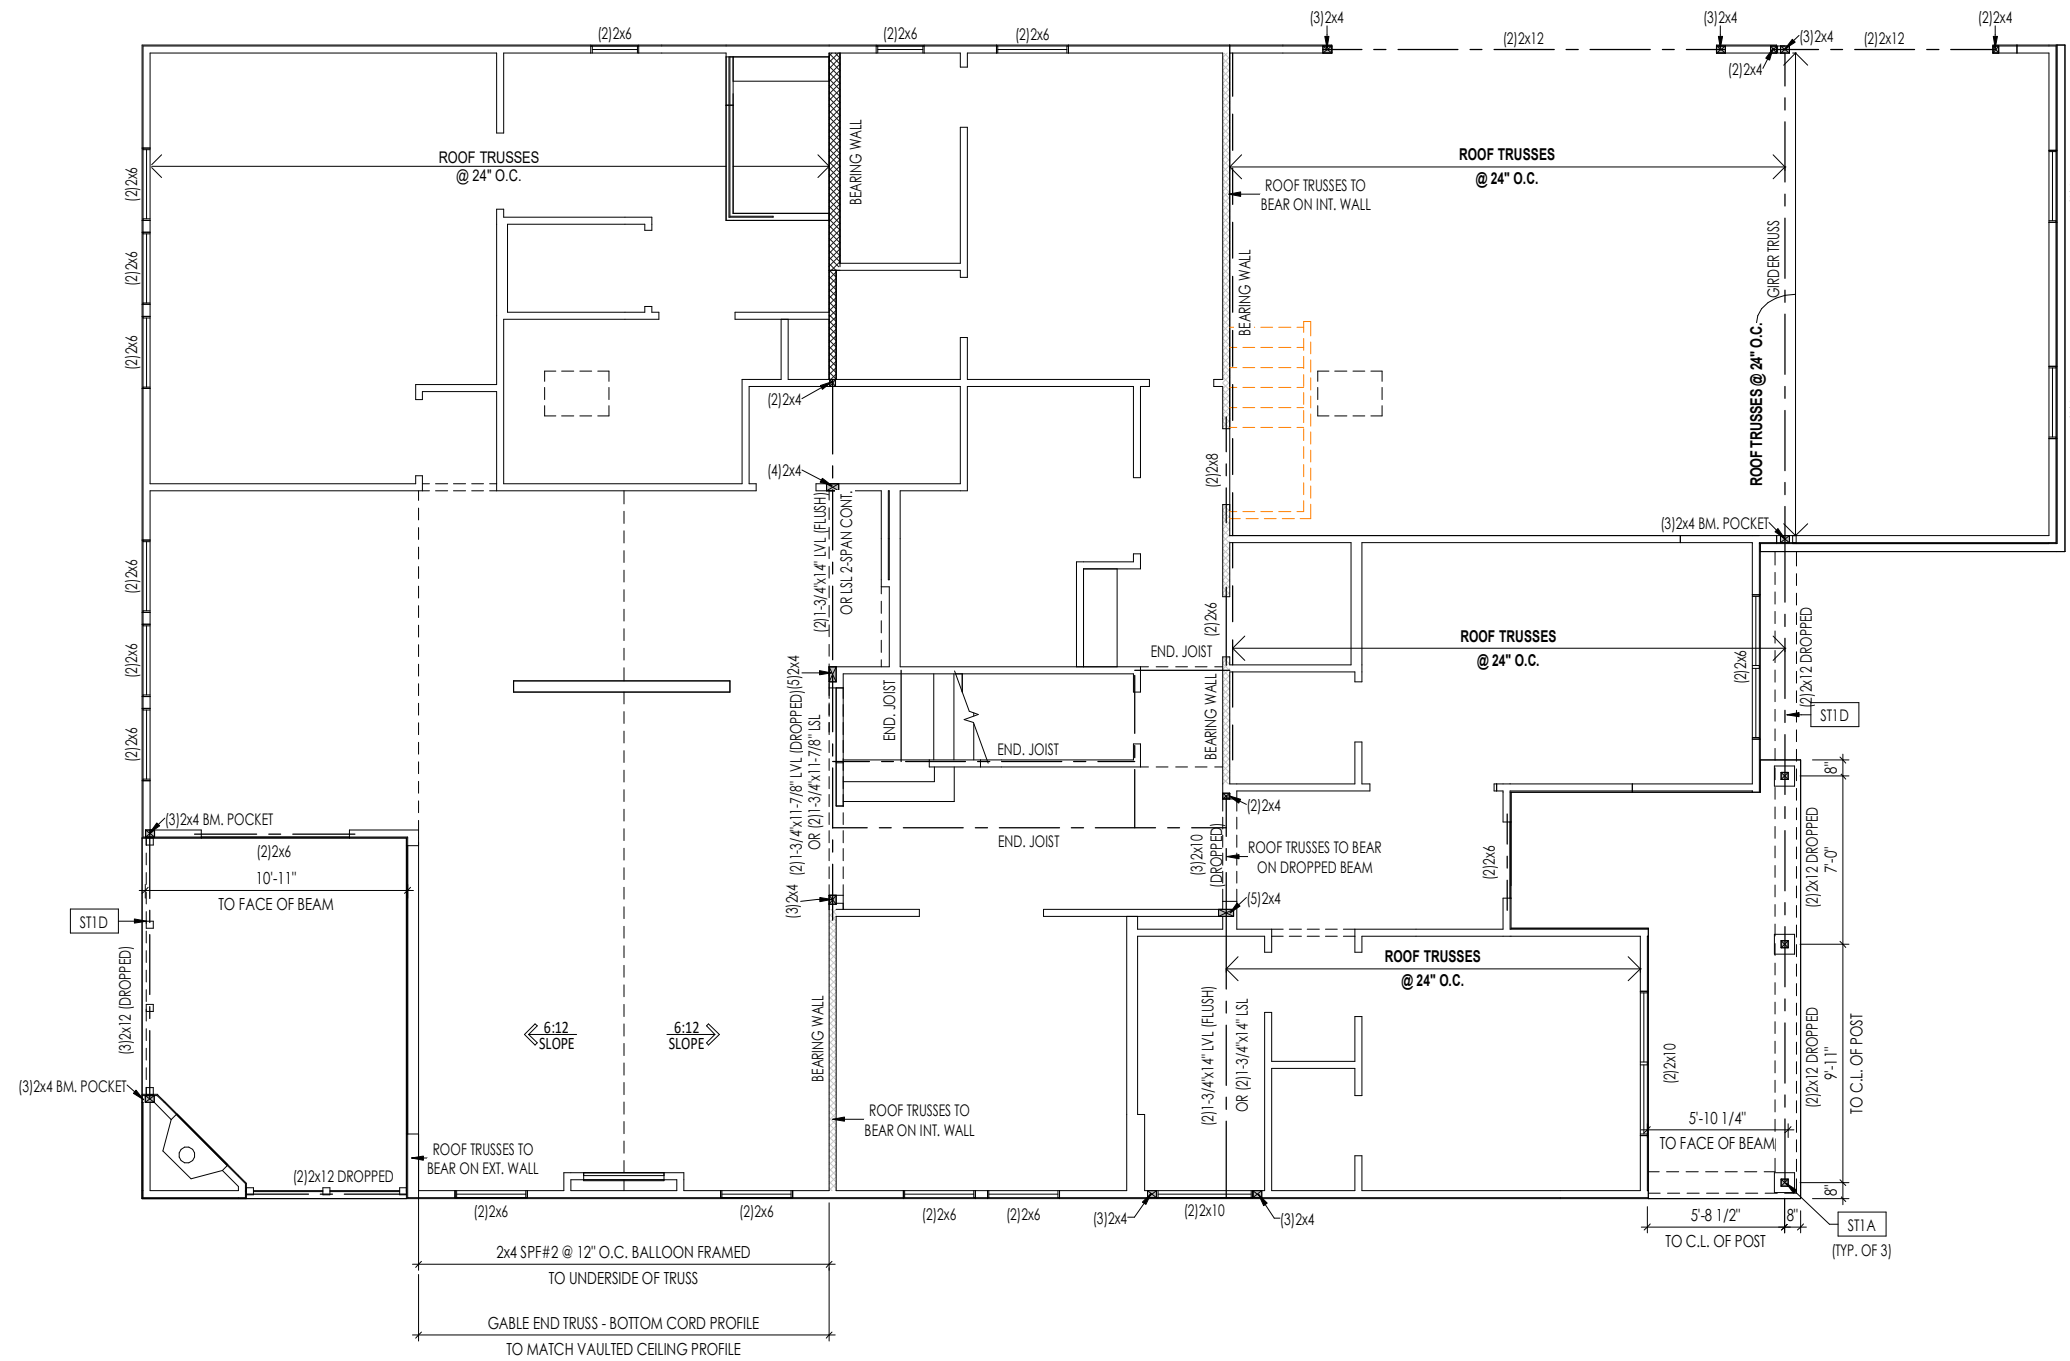 (2)2x6
(2)2x6
(2)2x6
(3)2x4
(2)2x12
(3)2x4
(3)2x4
(2)2x4
(2)2x12
(2)2x4
ROOF TRUSSES
@ 24" O.C.
BEARING WALL
ROOF TRUSSES TO
BEAR ON INT. WALL
ROOF TRUSSES
@ 24" O.C.
(2)2x6
(2)2x6
(2)2x6
BEARING WALL
GIRDER TRUSS
ROOF TRUSSES @ 24" O.C.
(2)2x4
(4)2x4
(2)1-3/4"x14" LVL (FLUSH)
OR LSL 2-SPAN CONT.
(2)2x8
(3)2x4 BM. POCKET
(2)2x6
(2)2x6
(2)2x6
(2)2x6
END. JOIST
ROOF TRUSSES
@ 24" O.C.
(2)2x6
(2)2x12 DROPPED
ST1D
(5)2x4
(2)1-3/4"x11-7/8" LVL (DROPPED)
OR (2)1-3/4"x11-7/8" LSL
END. JOIST
END. JOIST
BEARING WALL
END. JOIST
(2)2x4
(3)2x10
(DROPPED)
ROOF TRUSSES TO BEAR
ON DROPPED BEAM
(5)2x4
(2)2x6
8"
(2)2x12 DROPPED
7'-0"
(3)2x4 BM. POCKET
(2)2x6
10'-11"
TO FACE OF BEAM
ST1D
(3)2x12 (DROPPED)
(3)2x4 BM. POCKET
(3)2x4
ROOF TRUSSES
@ 24" O.C.
6:12
SLOPE
6:12
SLOPE
BEARING WALL
ROOF TRUSSES TO
BEAR ON INT. WALL
(2)1-3/4"x14" LVL (FLUSH)
OR (2)1-3/4"x14" LSL
(2)2x10
(2)2x12 DROPPED
9'-11"
TO C.L. OF POST
5'-10 1/4"
TO FACE OF BEAM
ROOF TRUSSES TO
BEAR ON EXT. WALL
(2)2x12 DROPPED
8"
(2)2x6
(2)2x6
(2)2x6
(2)2x6
(3)2x4
(2)2x10
(3)2x4
5'-8 1/2"
8"
TO C.L. OF POST
ST1A
(TYP. OF 3)
2x4 SPF#2 @ 12" O.C. BALLOON FRAMED
TO UNDERSIDE OF TRUSS
GABLE END TRUSS - BOTTOM CORD PROFILE
TO MATCH VAULTED CEILING PROFILE